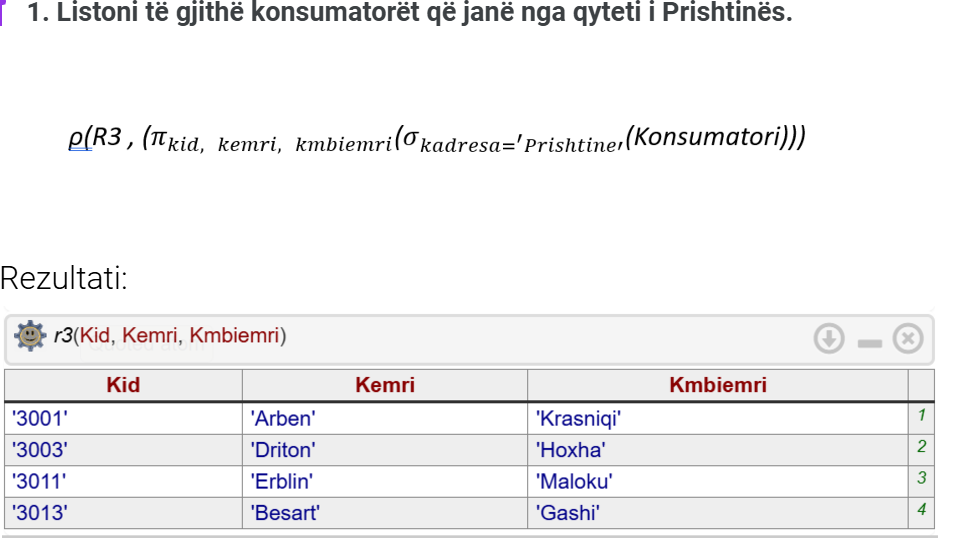 1. Listoni të gjithë konsumatorët që janë nga qyteti i Prishtinës.
ρ(R3 , (π kid, kemri, kmbiemri(σ kadresa='Prishtine'(Konsumatori)))
Rezultati:
r3(Kid, Kemri, Kmbiemri)
Kid Kemri Kmbiemri
'3001' 'Arben' 'Krasniqi' 1
'3003' 'Driton' 'Hoxha' 2
'3011' 'Erblin' 'Maloku' 3
'3013' 'Besart' 'Gashi' 4